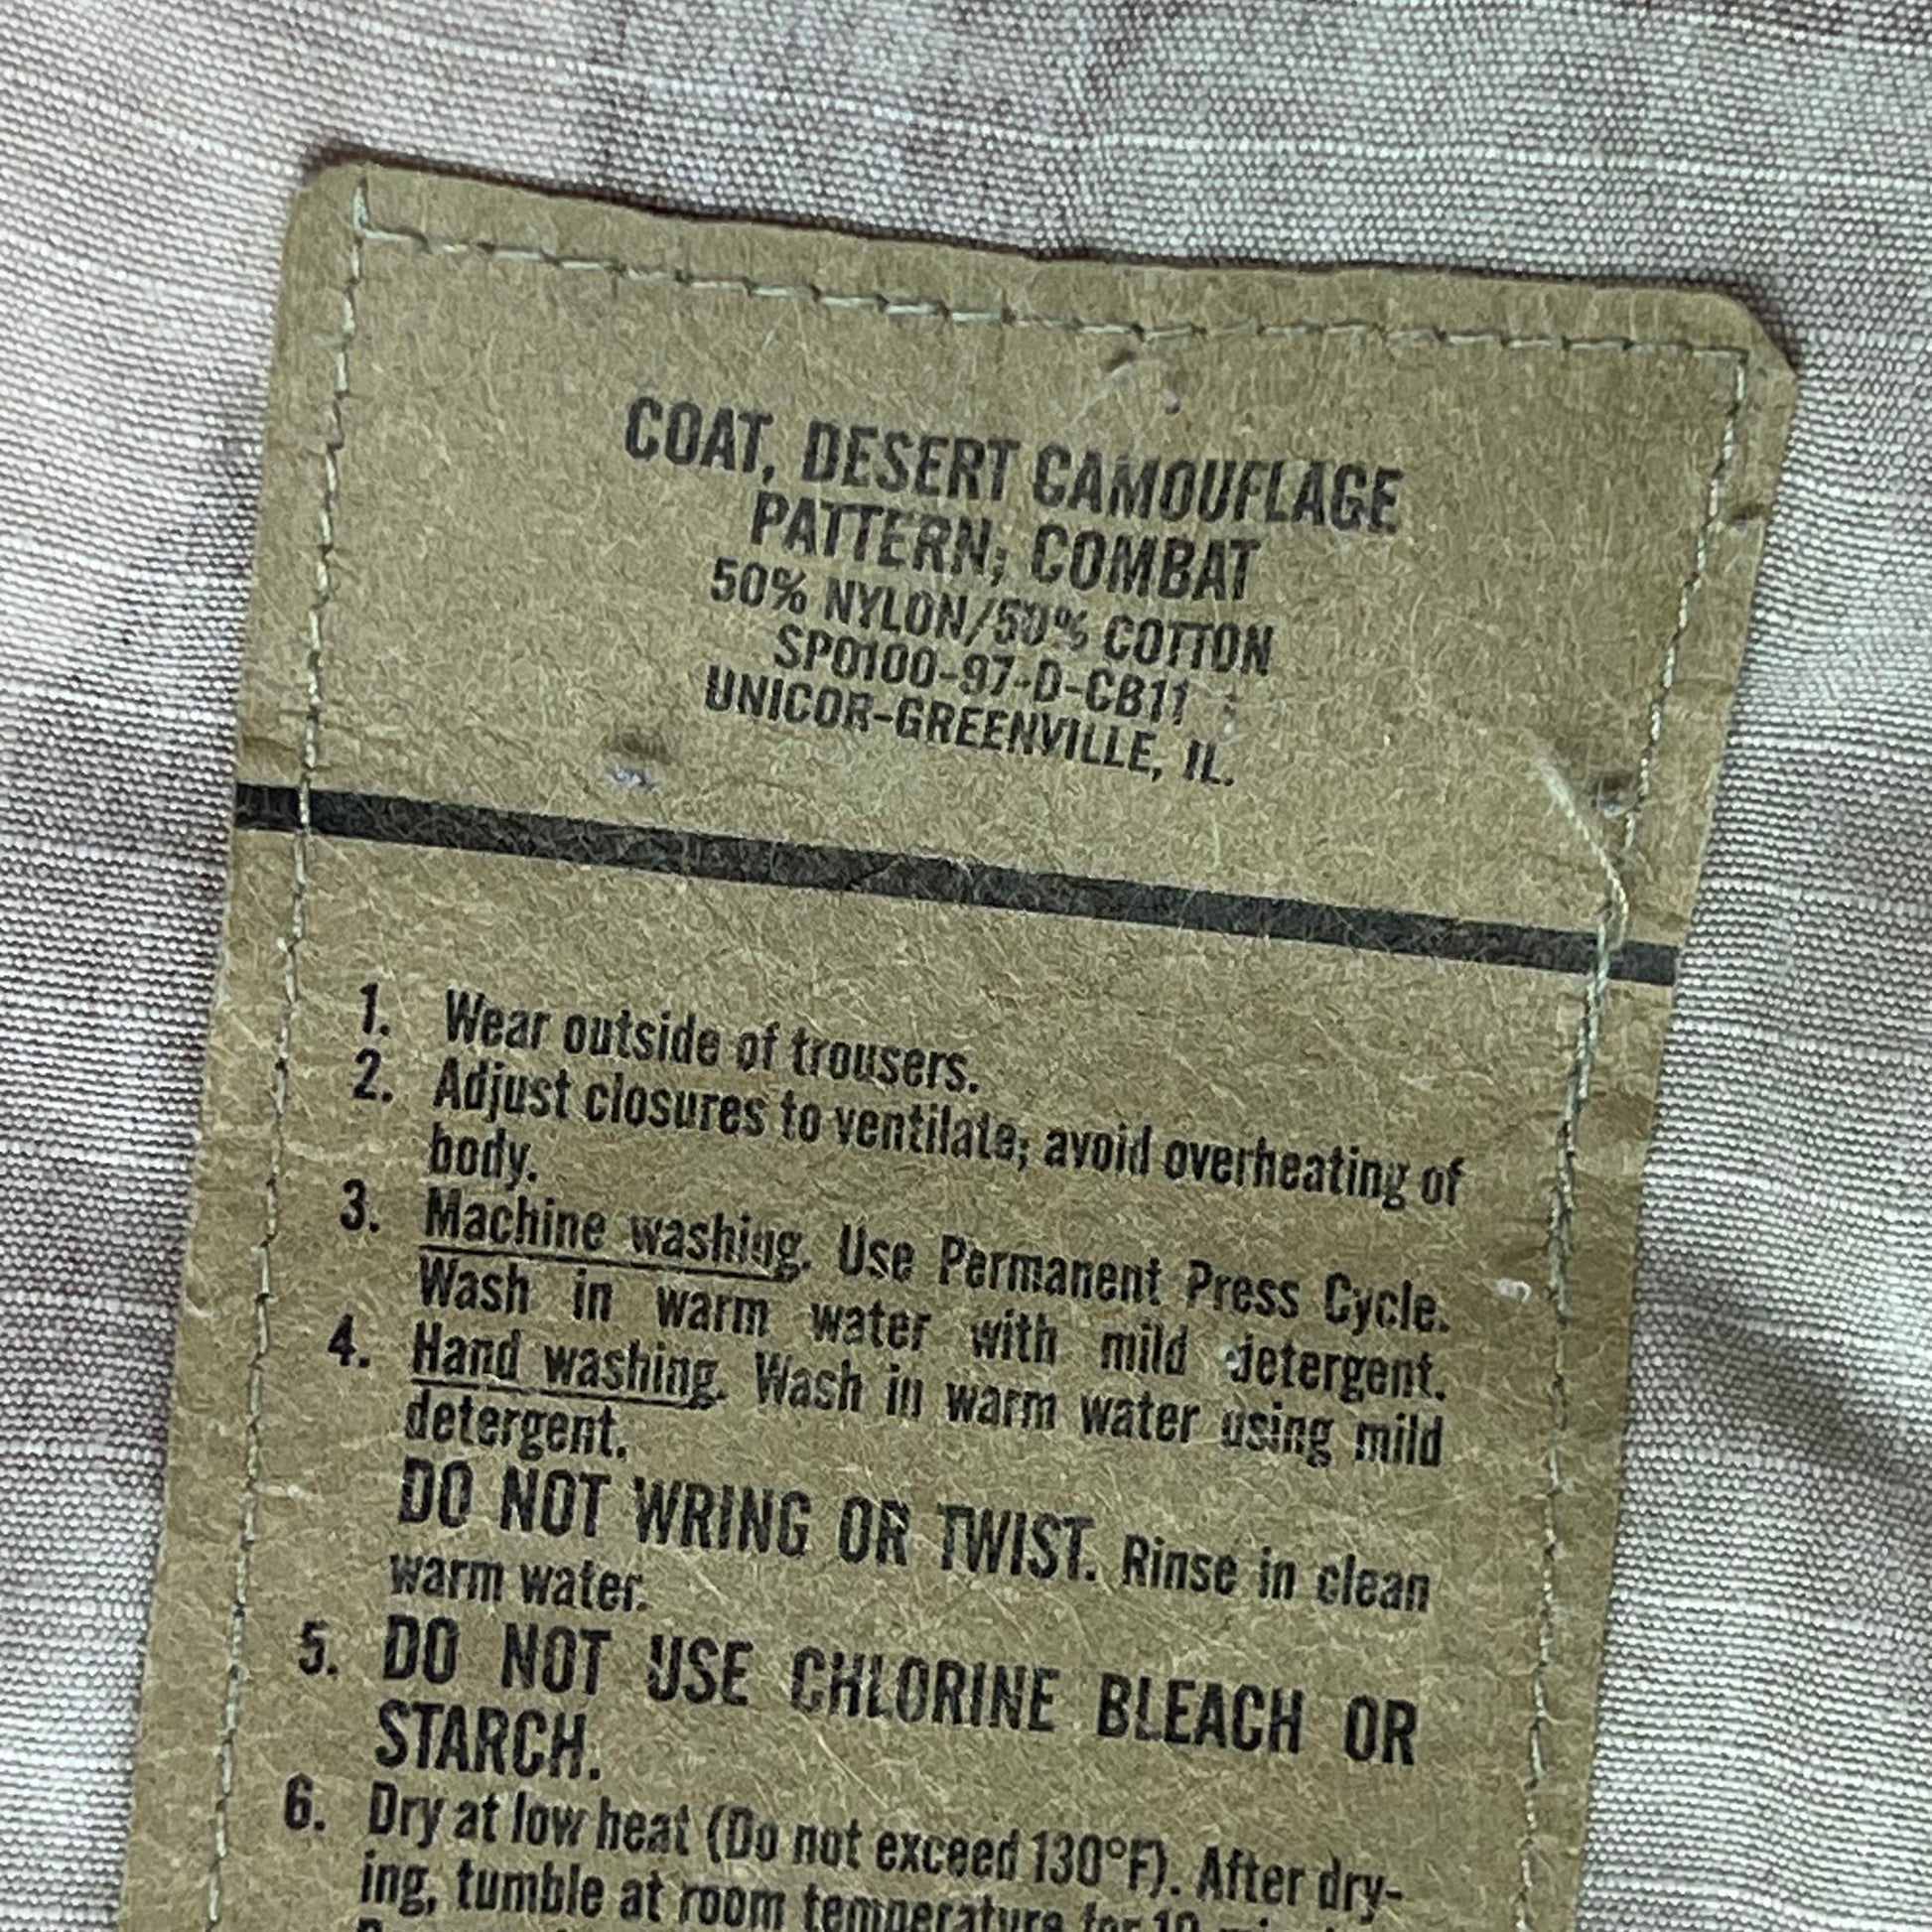 COAT, DESERT CAMOUFLAGE
PATTERN; COMBAT
50% NYLON/50% COTTON
SP0100-97-D-CB11
UNICOR-GREENVILLE, IL.
1. Wear outside of trousers.
2. Adjust closures to ventilate; avoid overheating of
body.
3. Machine washing. Use Permanent Press Cycle.
Wash in warm water with mild detergent.
4. Hand washing. Wash in warm water using mild
detergent.
DO NOT WRING OR TWIST. Rinse in clean
warm water.
5. DO NOT USE CHLORINE BLEACH OR
STARCH.
6. Dry at low heat (Do not exceed 130°F). After dry-
ing, tumble at room temperature for 10